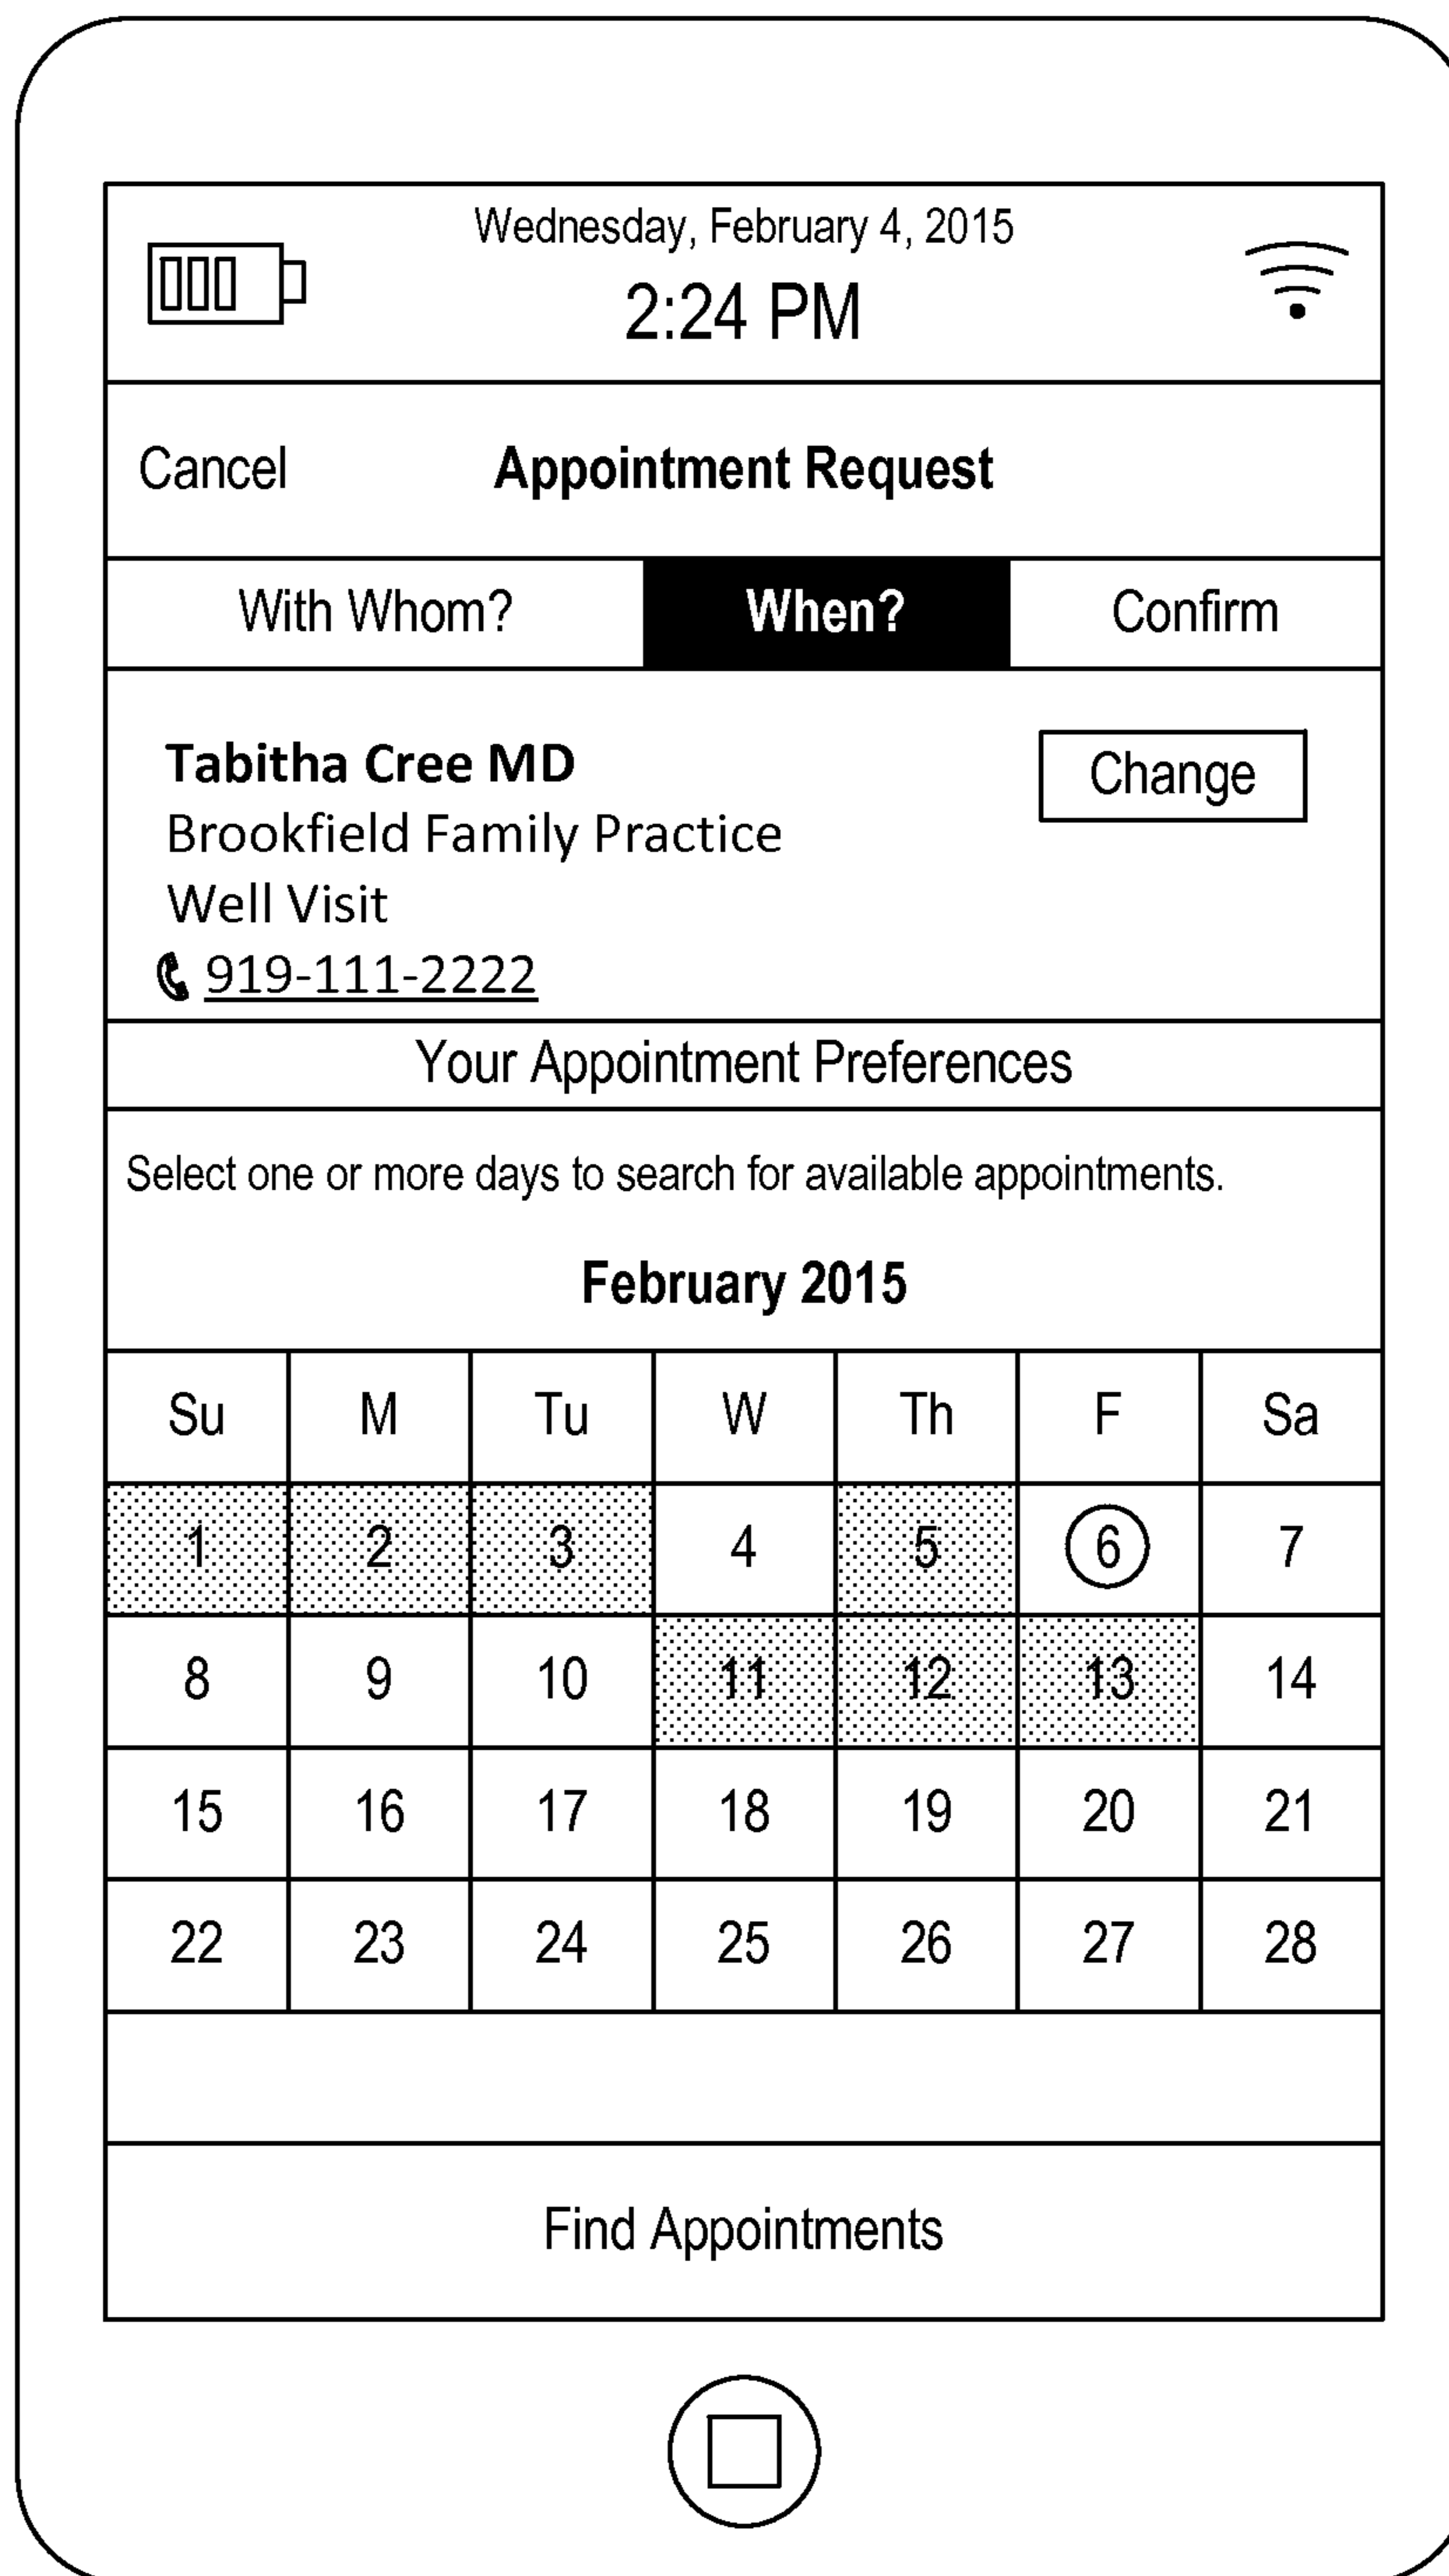 Wednesday, February 4, 2015
2:24 PM
Cancel Appointment Request
With Whom? When? Confirm
Tabitha Cree MD
Change
Brookfield Family Practice
Well Visit
919-111-2222
Your Appointment Preferences
Select one or more days to search for available appointments.
February 2015
Su M Tu W Th F Sa
1 2 3 4 5 6 7
8 9 10 11 12 13 14
15 16 17 18 19 20 21
22 23 24 25 26 27 28
Find Appointments